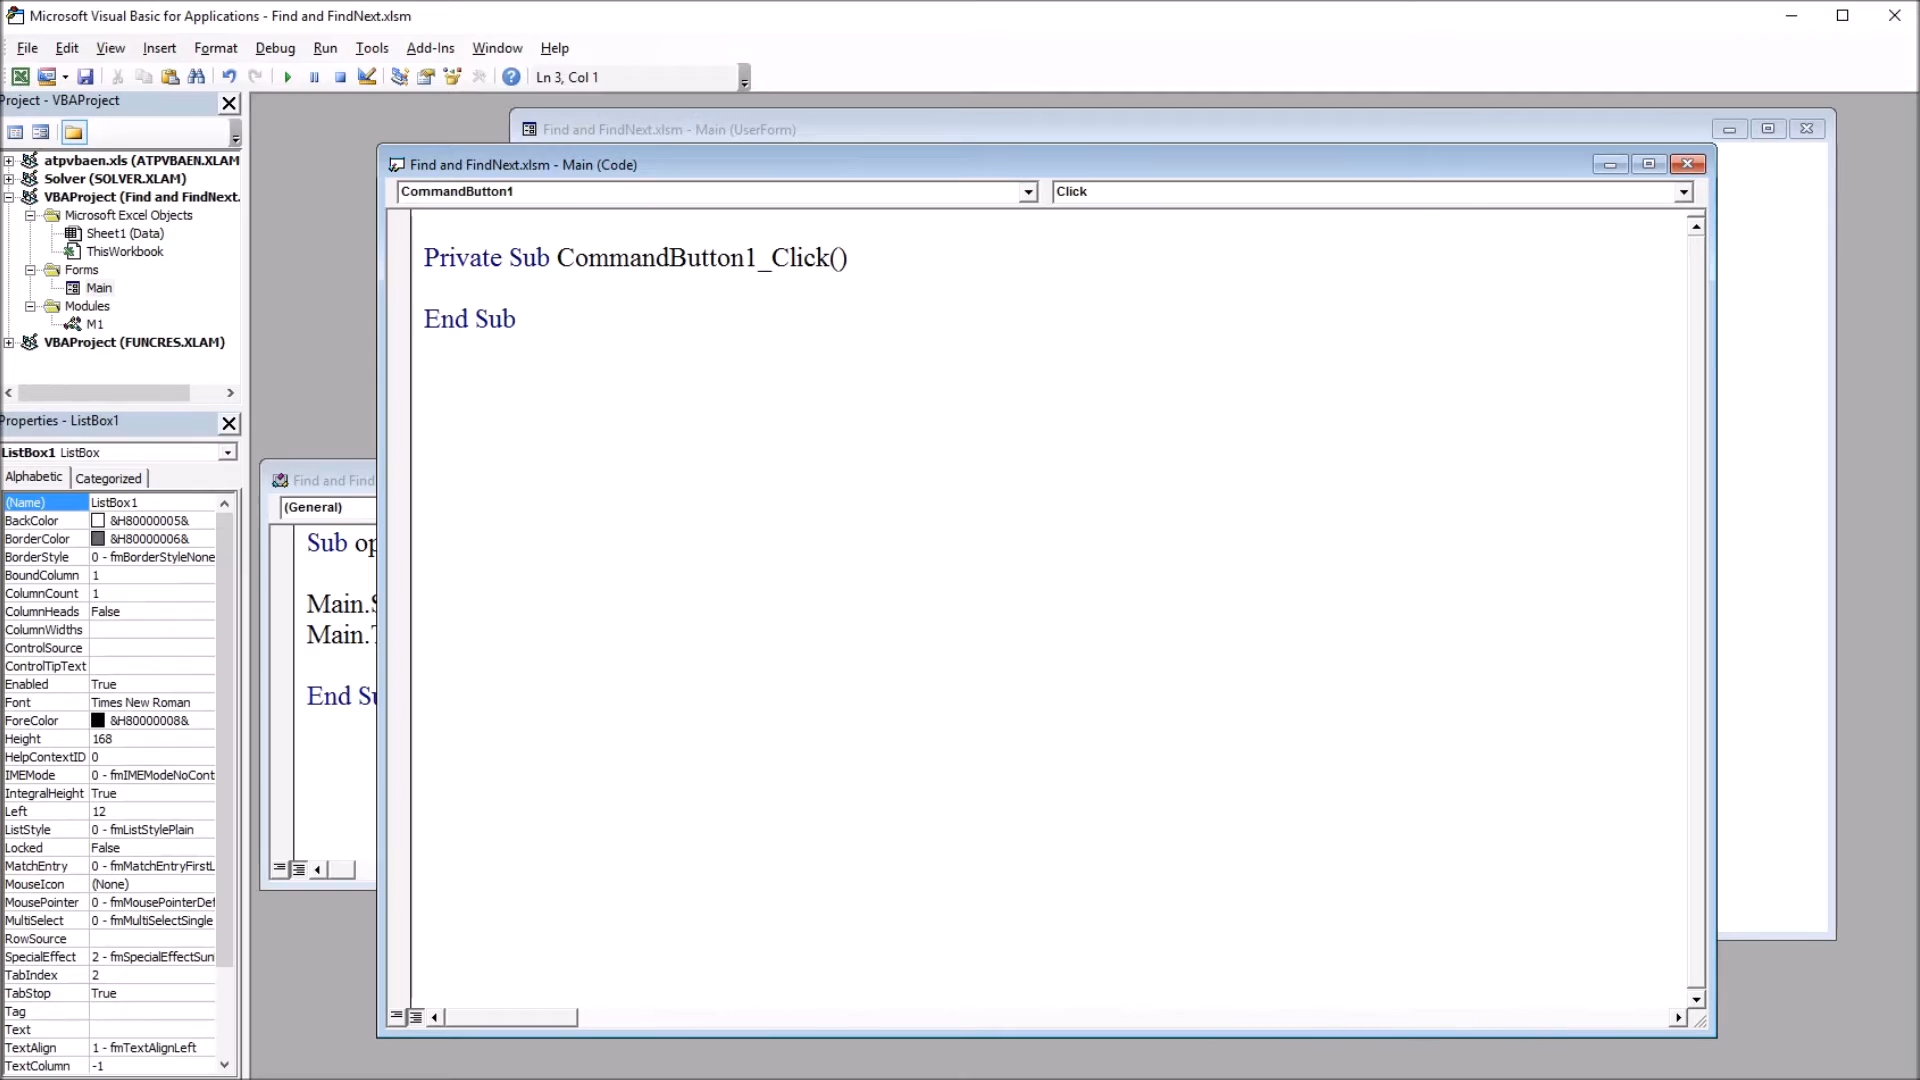 Microsoft Visual Basic for Applications - Find and FindNext.xlsm
File Edit View Insert Format Debug Run Tools Add-Ins Window Help
Ln 3, Col 1
Project - VBAProject
atpvbaen.xls (ATPVBAEN.XLAM
Solver (SOLVER.XLAM)
VBAProject (Find and FindNext.
Microsoft Excel Objects
Sheet1 (Data)
ThisWorkbook
Forms
Main
Modules
M1
VBAProject (FUNCRES.XLAM)
Properties - ListBox1
ListBox1 ListBox
Alphabetic Categorized
(Name) ListBox1
BackColor &H80000005&
BorderColor &H80000006&
BorderStyle 0 - fmBorderStyleNone
BoundColumn 1
ColumnCount 1
ColumnHeads False
ColumnWidths
ControlSource
ControlTipText
Enabled True
Font Times New Roman
ForeColor &H80000008&
Height 168
HelpContextID 0
IMEMode 0 - fmIMEModeNoCont
IntegralHeight True
Left 12
ListStyle 0 - fmListStylePlain
Locked False
MatchEntry 0 - fmMatchEntryFirstL
MouseIcon (None)
MousePointer 0 - fmMousePointerDef
MultiSelect 0 - fmMultiSelectSingle
RowSource
SpecialEffect 2 - fmSpecialEffectSun
TabIndex 2
TabStop True
Tag
Text
TextAlign 1 - fmTextAlignLeft
TextColumn -1
Find and FindNext.xlsm - Main (UserForm)
Find and FindNext.xlsm - Main (Code)
CommandButton1 Click
Private Sub CommandButton1_Click()
End Sub
Find and Find
(General)
Sub op
Main.S
Main.T
End Su